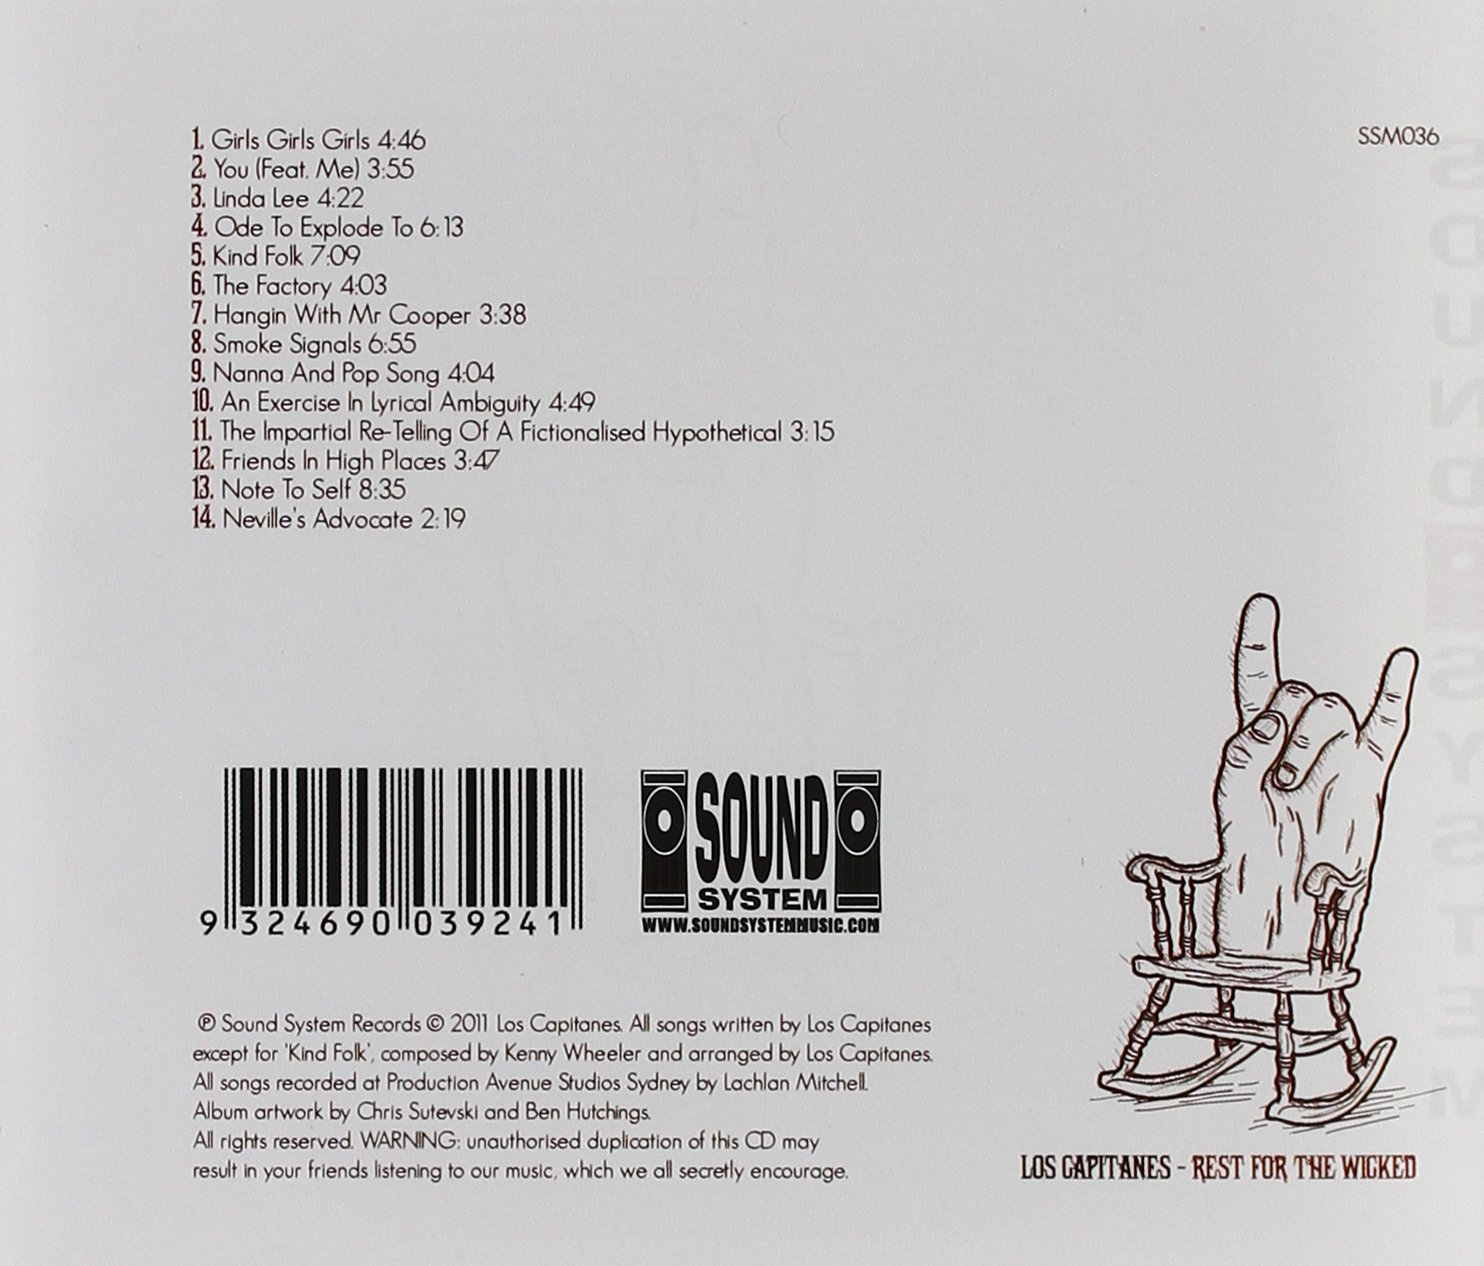 1. Girls Girls Girls 4:46
2. You (Feat. Me) 3:55
3. Linda Lee 4:22
4. Ode To Explode To 6:13
5. Kind Folk 7:09
6. The Factory 4:03
7. Hangin With Mr Cooper 3:38
8. Smoke Signals 6:55
9. Nanna And Pop Song 4:04
10. An Exercise In Lyrical Ambiguity 4:49
11. The Impartial Re-Telling Of A Fictionalised Hypothetical 3:15
12. Friends In High Places 3:47
13. Note To Self 8:35
14. Neville's Advocate 2:19
SSM036
9 324690 039241
SOUND
SYSTEM
WWW.SOUNDSYSTEMMUSIC.COM
℗ Sound System Records © 2011 Los Capitanes. All songs written by Los Capitanes
except for 'Kind Folk', composed by Kenny Wheeler and arranged by Los Capitanes.
All songs recorded at Production Avenue Studios Sydney by Lachlan Mitchell.
Album artwork by Chris Sutevski and Ben Hutchings.
All rights reserved. WARNING: unauthorised duplication of this CD may
result in your friends listening to our music, which we all secretly encourage.
LOS CAPITANES - REST FOR THE WICKED
SOUND SYSTEM